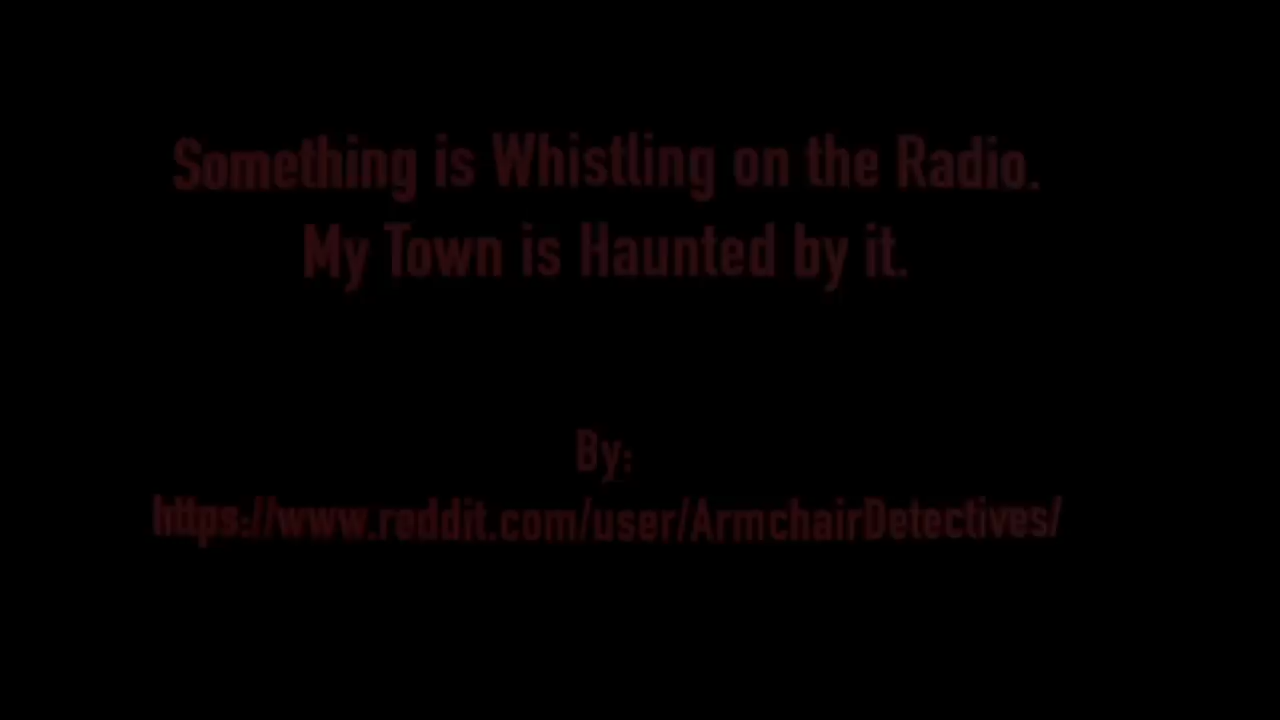 Something is Whistling on the Radio.
My Town is Haunted by it.
By:
https://www.reddit.com/user/ArmchairDetectives/